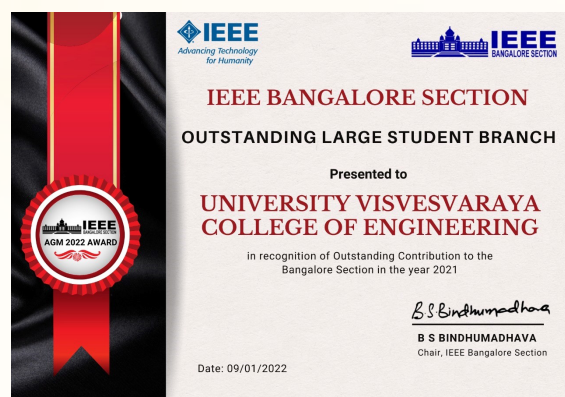 IEEE
Advancing Technology
for Humanity
IEEE
BANGALORE SECTION
IEEE BANGALORE SECTION
OUTSTANDING LARGE STUDENT BRANCH
Presented to
UNIVERSITY VISVESVARAYA
COLLEGE OF ENGINEERING
in recognition of Outstanding Contribution to the
Bangalore Section in the year 2021
IEEE
BANGALORE SECTION
AGM 2022 AWARD
B.S.Bindhumadhava
B S BINDHUMADHAVA
Chair, IEEE Bangalore Section
Date: 09/01/2022